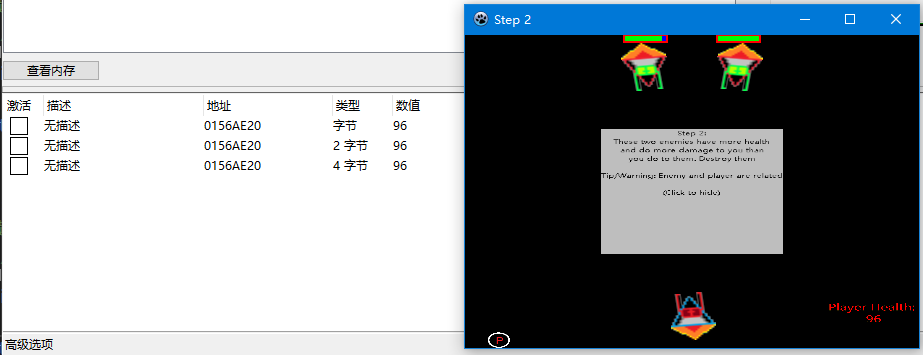 查看内存
激活 描述 地址 类型 数值
无描述 0156AE20 字节 96
无描述 0156AE20 2 字节 96
无描述 0156AE20 4 字节 96
高级选项
Step 2
Step 2:
These two enemies have more health
and do more damage to you than
you do to them. Destroy them
Tip/Warning: Enemy and player are related
(Click to hide)
Player Health:
96
P